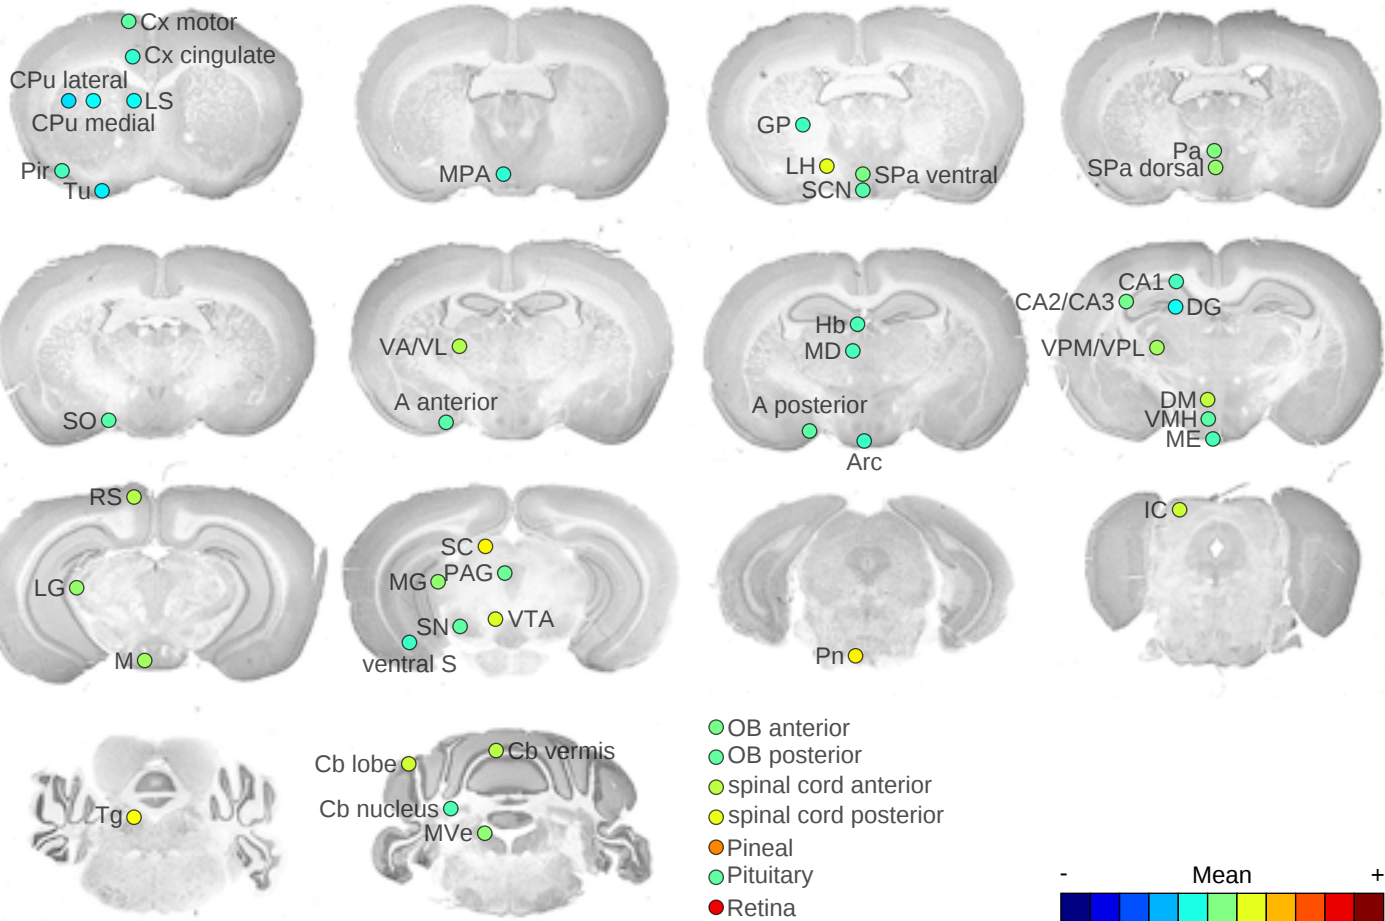 Cx motor
Cx cingulate
CPu lateral
LS
CPu medial
Pir
Tu
MPA
GP
LH
SPa ventral
SCN
Pa
SPa dorsal
SO
VA/VL
A anterior
Hb
MD
A posterior
Arc
CA1
CA2/CA3
DG
VPM/VPL
DM
VMH
ME
RS
LG
M
SC
PAG
MG
VTA
SN
ventral S
Pn
IC
Tg
Cb lobe
Cb vermis
Cb nucleus
MVe
OB anterior
OB posterior
spinal cord anterior
spinal cord posterior
Pineal
Pituitary
Retina
- Mean +